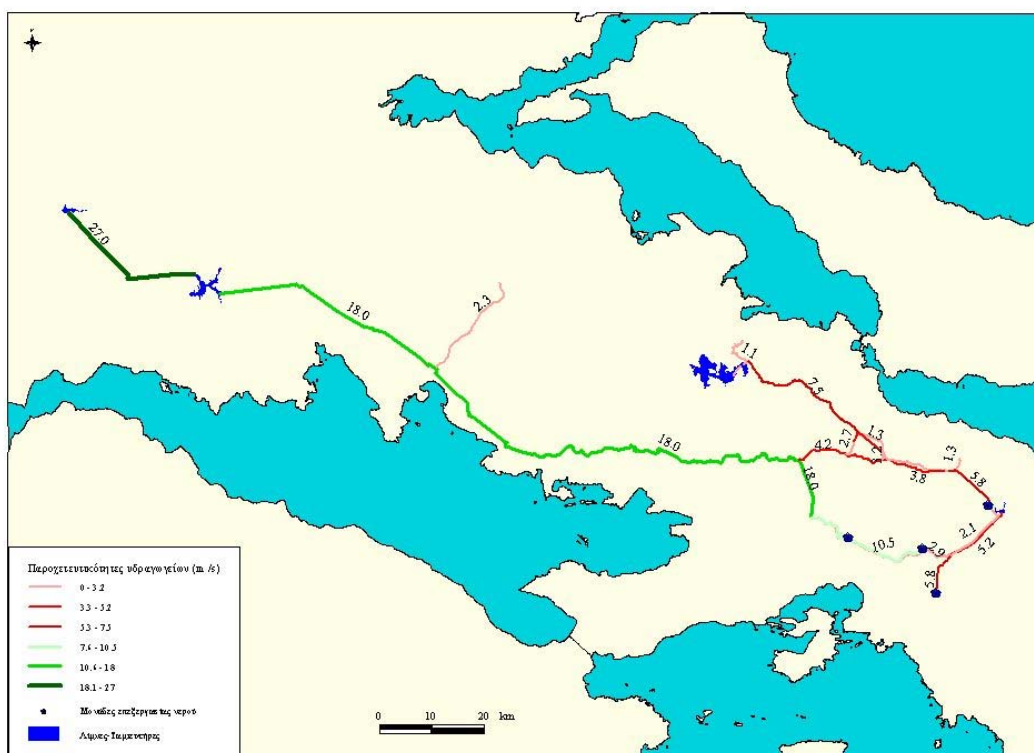 27.0
18.0
2.3
1.1
7.5
1.3
2.7
4.2
5.2
1.3
18.0
3.8
5.8
18.0
10.5
2.9
2.1
5.2
5.8
Παροχετευτικότητες υδραγωγείων (m /s)
0 - 3.2
3.3 - 5.2
5.3 - 7.5
7.6 - 10.5
10.6 - 18
18.1 - 27
Μονάδες επεξεργασίας νερού
Λίμνες-Ταμιευτήρες
0 10 20 km